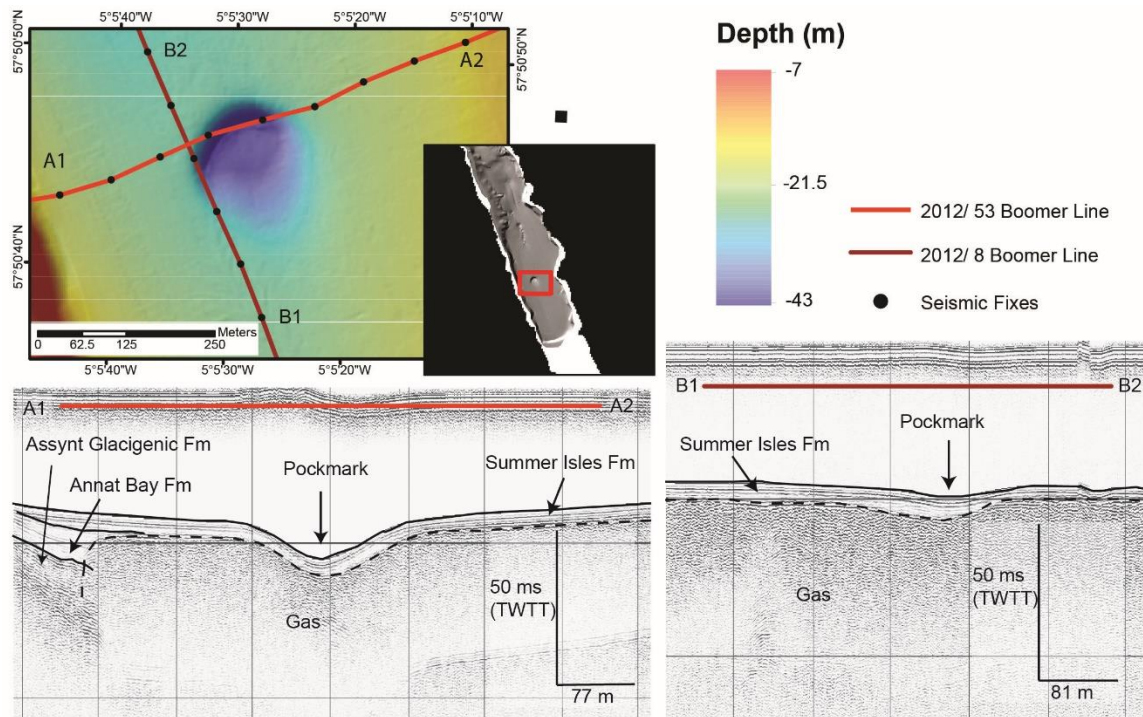 5°5'40"W
5°5'30"W
5°5'20"W
5°5'10"W
57°50'50"N
57°50'50"N
57°50'40"N
B2
A2
A1
B1
Meters
0 62.5 125 250
5°5'40"W
5°5'30"W
5°5'20"W
Depth (m)
-7
-21.5
-43
2012/ 53 Boomer Line
2012/ 8 Boomer Line
Seismic Fixes
A1
A2
Assynt Glacigenic Fm
Annat Bay Fm
Pockmark
Summer Isles Fm
Gas
50 ms
(TWTT)
77 m
B1
B2
Pockmark
Summer Isles Fm
Gas
50 ms
(TWTT)
81 m